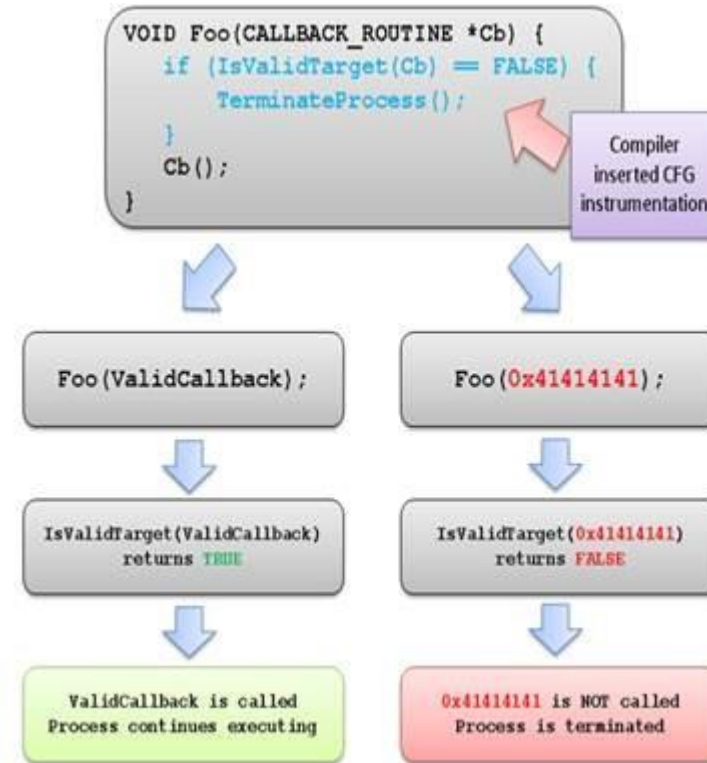 VOID Foo(CALLBACK_ROUTINE *Cb) {
if (IsValidTarget(Cb) == FALSE) {
TerminateProcess();
}
Cb();
}
Compiler
inserted CFG
instrumentation
Foo(ValidCallback);
Foo(0x41414141);
IsValidTarget(ValidCallback)
returns TRUE
IsValidTarget(0x41414141)
returns FALSE
ValidCallback is called
Process continues executing
0x41414141 is NOT called
Process is terminated